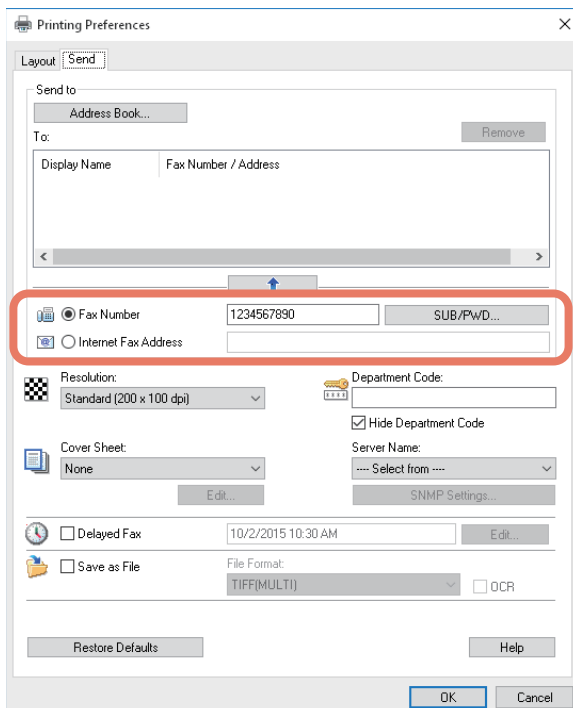 Printing Preferences
Layout Send
Send to
Address Book...
To:
Remove
Display Name Fax Number / Address
Fax Number 1234567890 SUB/PWD...
Internet Fax Address
Resolution: Department Code:
Standard (200 x 100 dpi)
Hide Department Code
Cover Sheet: Server Name:
None ---- Select from ----
Edit... SNMP Settings...
Delayed Fax 10/2/2015 10:30 AM Edit...
Save as File File Format:
TIFF(MULTI) OCR
Restore Defaults Help
OK Cancel